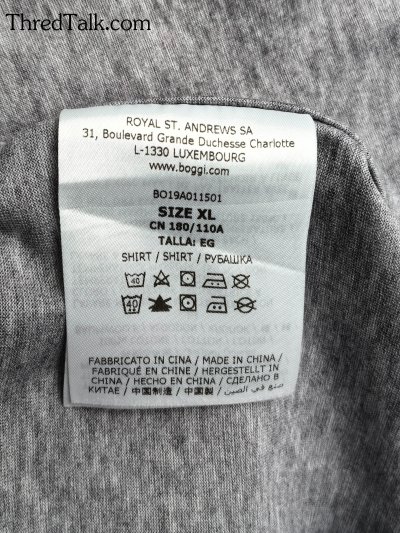 ThredTalk.com
ROYAL ST. ANDREWS SA
31, Boulevard Grande Duchesse Charlotte
L-1330 LUXEMBOURG
www.boggi.com
BO19A011501
SIZE XL
CN 180/110A
TALLA: EG
SHIRT / SHIRT / РУБАШКА
40
40
FABBRICATO IN CINA / MADE IN CHINA /
FABRIQUÉ EN CHINE / HERGESTELLT IN
CHINA / HECHO EN CHINA / СДЕЛАНО В
КИТАЕ / 中国制造 / 中国製 / صنع في الصين